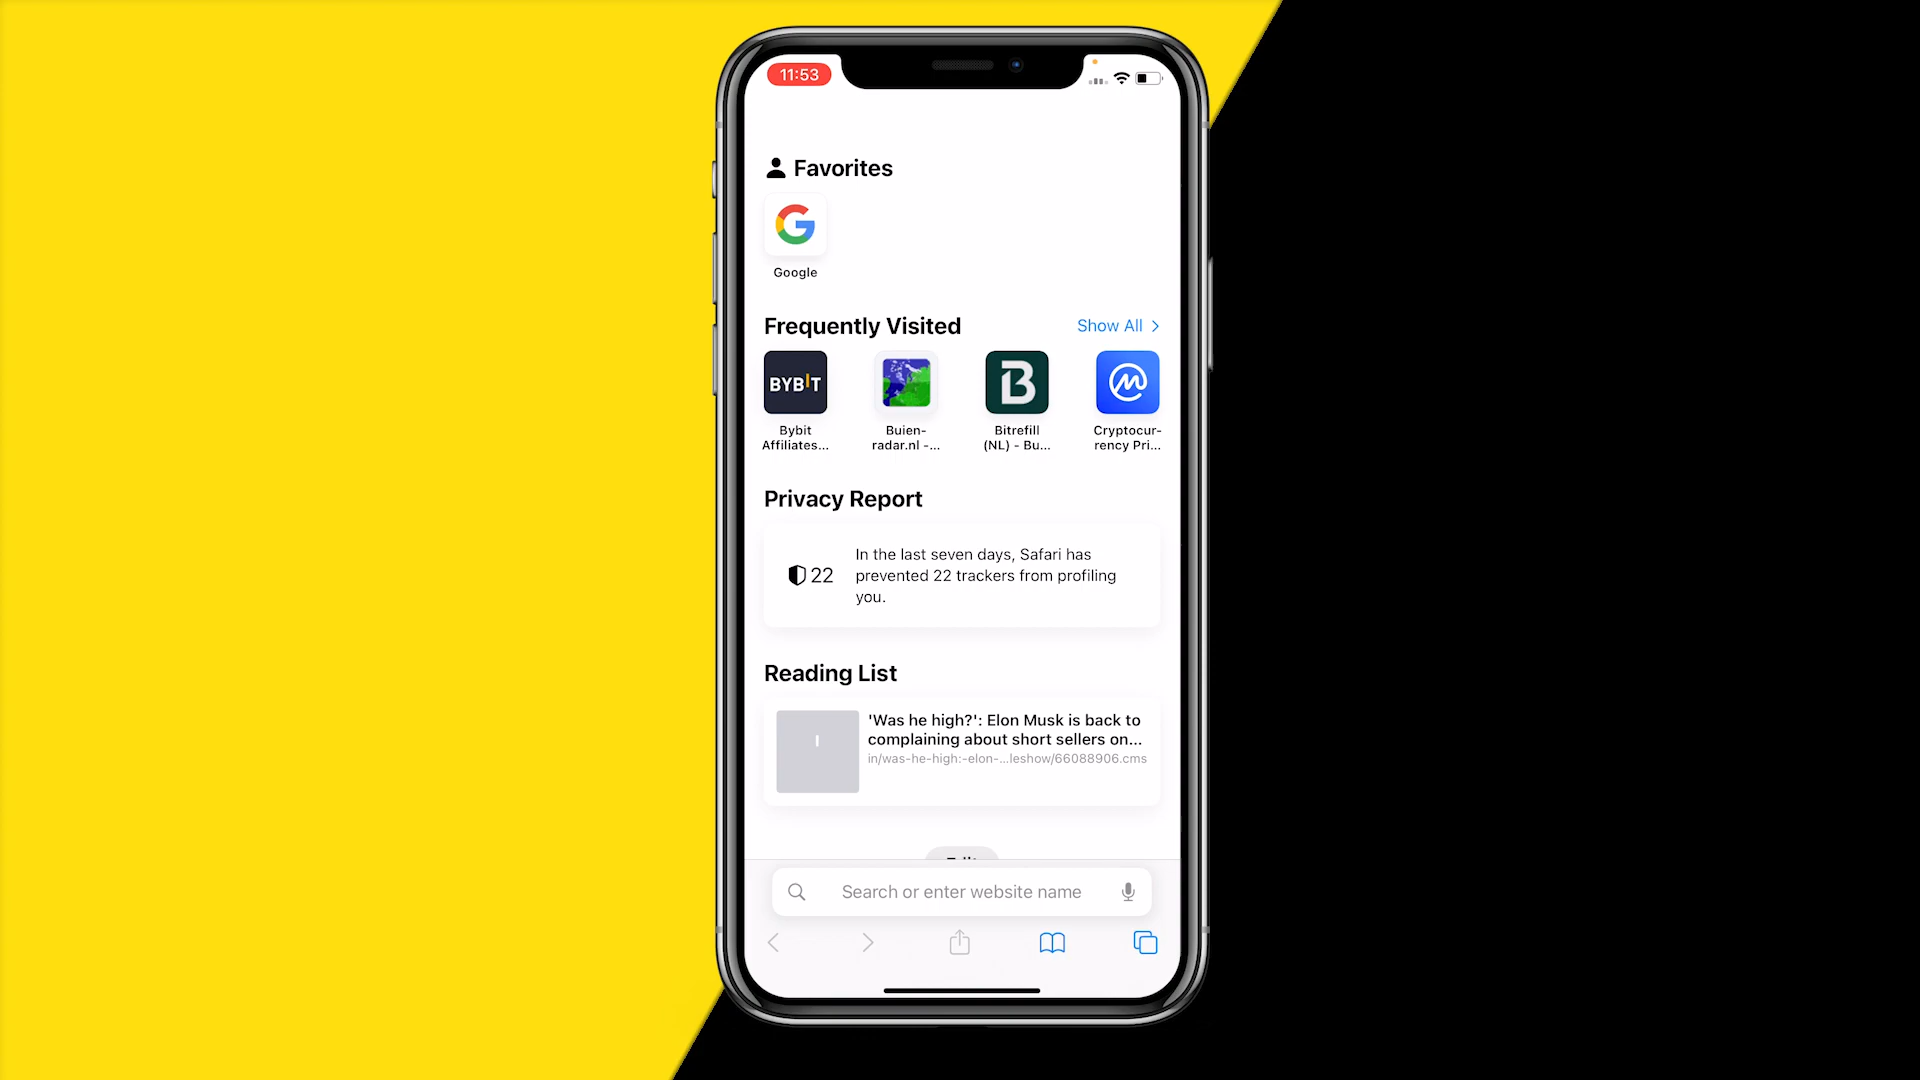 11:53
Favorites
Google
Frequently Visited
Show All
BYBIT
B
Bybit
Affiliates...
Buien-
radar.nl -...
Bitrefill
(NL) - Bu...
Cryptocur-
rency Pri...
Privacy Report
22
In the last seven days, Safari has
prevented 22 trackers from profiling
you.
Reading List
'Was he high?': Elon Musk is back to
complaining about short sellers on...
in/was-he-high:-elon-...leshow/66088906.cms
Search or enter website name